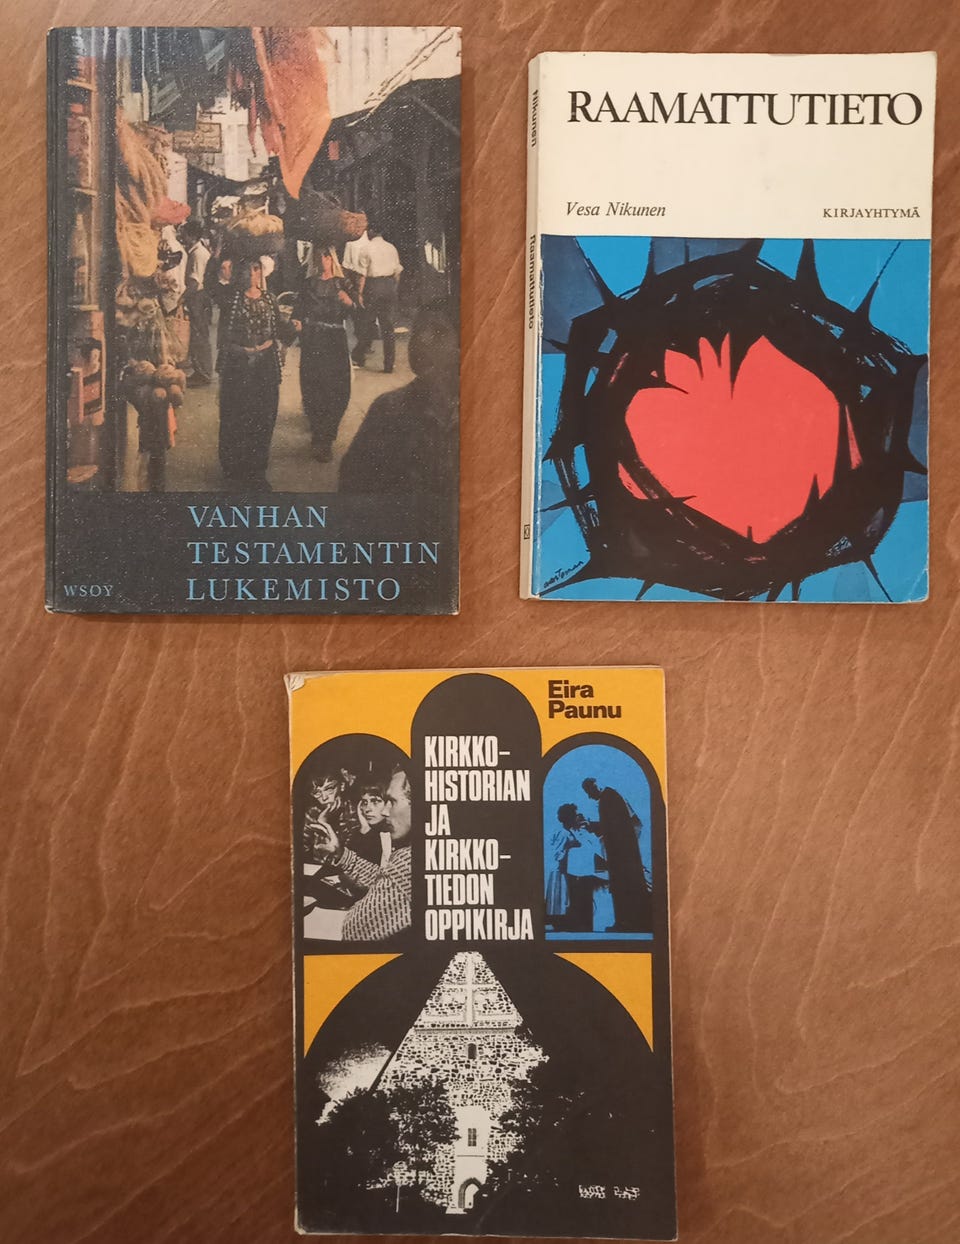 VANHAN
TESTAMENTIN
LUKEMISTO
WSOY
Nikunen
Raamattutieto
RAAMATTUTIETO
Vesa Nikunen
KIRJAYHTYMÄ
Eira
Paunu
KIRKKO-
HISTORIAN
JA
KIRKKO-
TIEDON
OPPIKIRJA